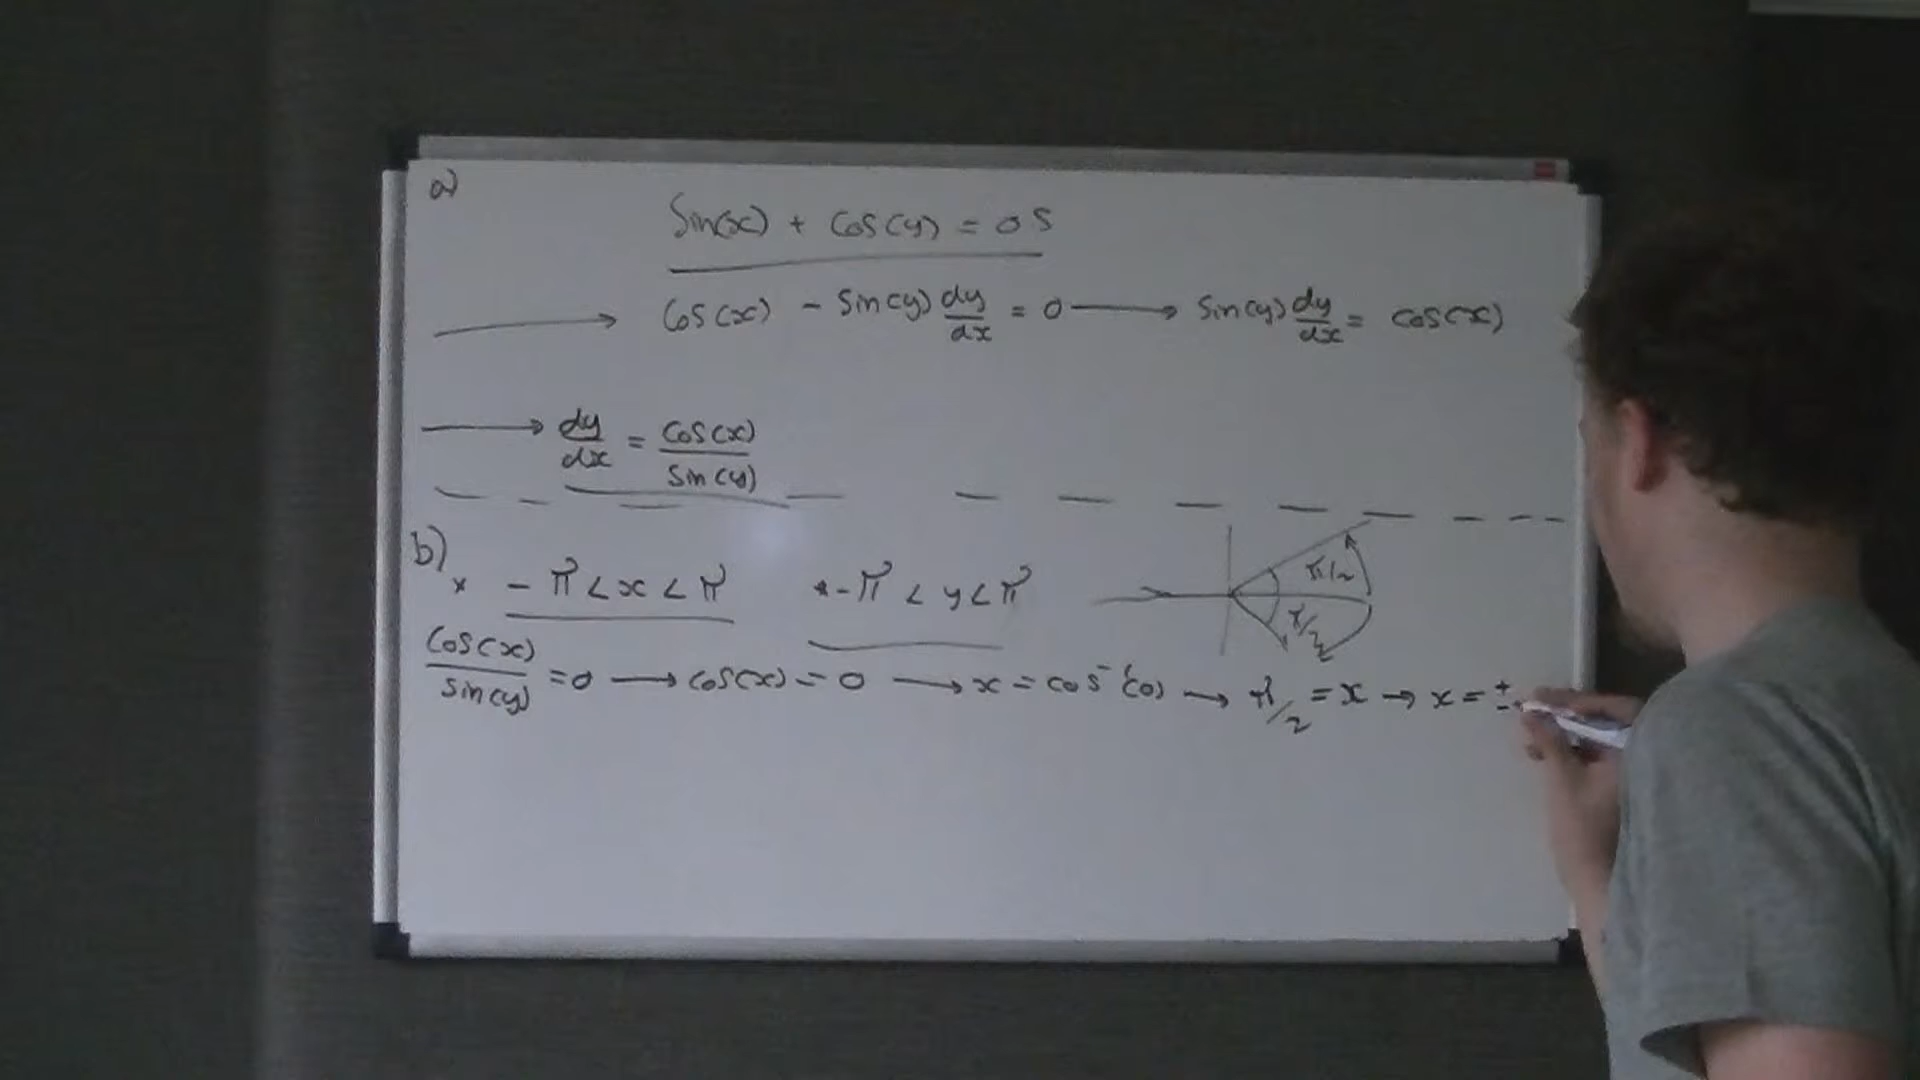 a)
Sin(x) + Cos(y) = 0 5
Cos(x) - Sin(y) dy/dx = 0 → Sin(y) dy/dx = cos(x)
→ dy/dx = Cos(x)/Sin(y)
b)
* - π < x < π * - π < y < π
π/2
π/2
Cos(x)/Sin(y) = 0 → cos(x) = 0 → x = cos⁻¹(0) → π/2 = x → x = ±